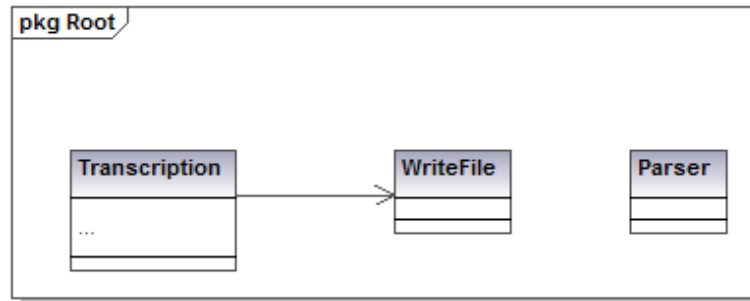 pkg Root
Transcription
WriteFile
Parser
...